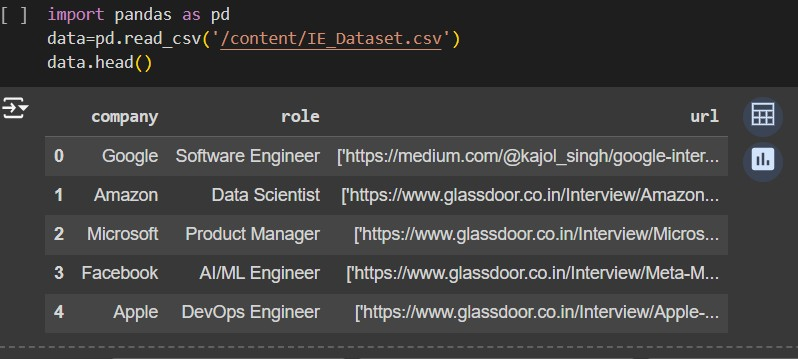 [ ] import pandas as pd
data=pd.read_csv('/content/IE_Dataset.csv')
data.head()
company role url
0 Google Software Engineer ['https://medium.com/@kajol_singh/google-inter...
1 Amazon Data Scientist ['https://www.glassdoor.co.in/Interview/Amazon...
2 Microsoft Product Manager ['https://www.glassdoor.co.in/Interview/Micros...
3 Facebook AI/ML Engineer ['https://www.glassdoor.co.in/Interview/Meta-M...
4 Apple DevOps Engineer ['https://www.glassdoor.co.in/Interview/Apple-...